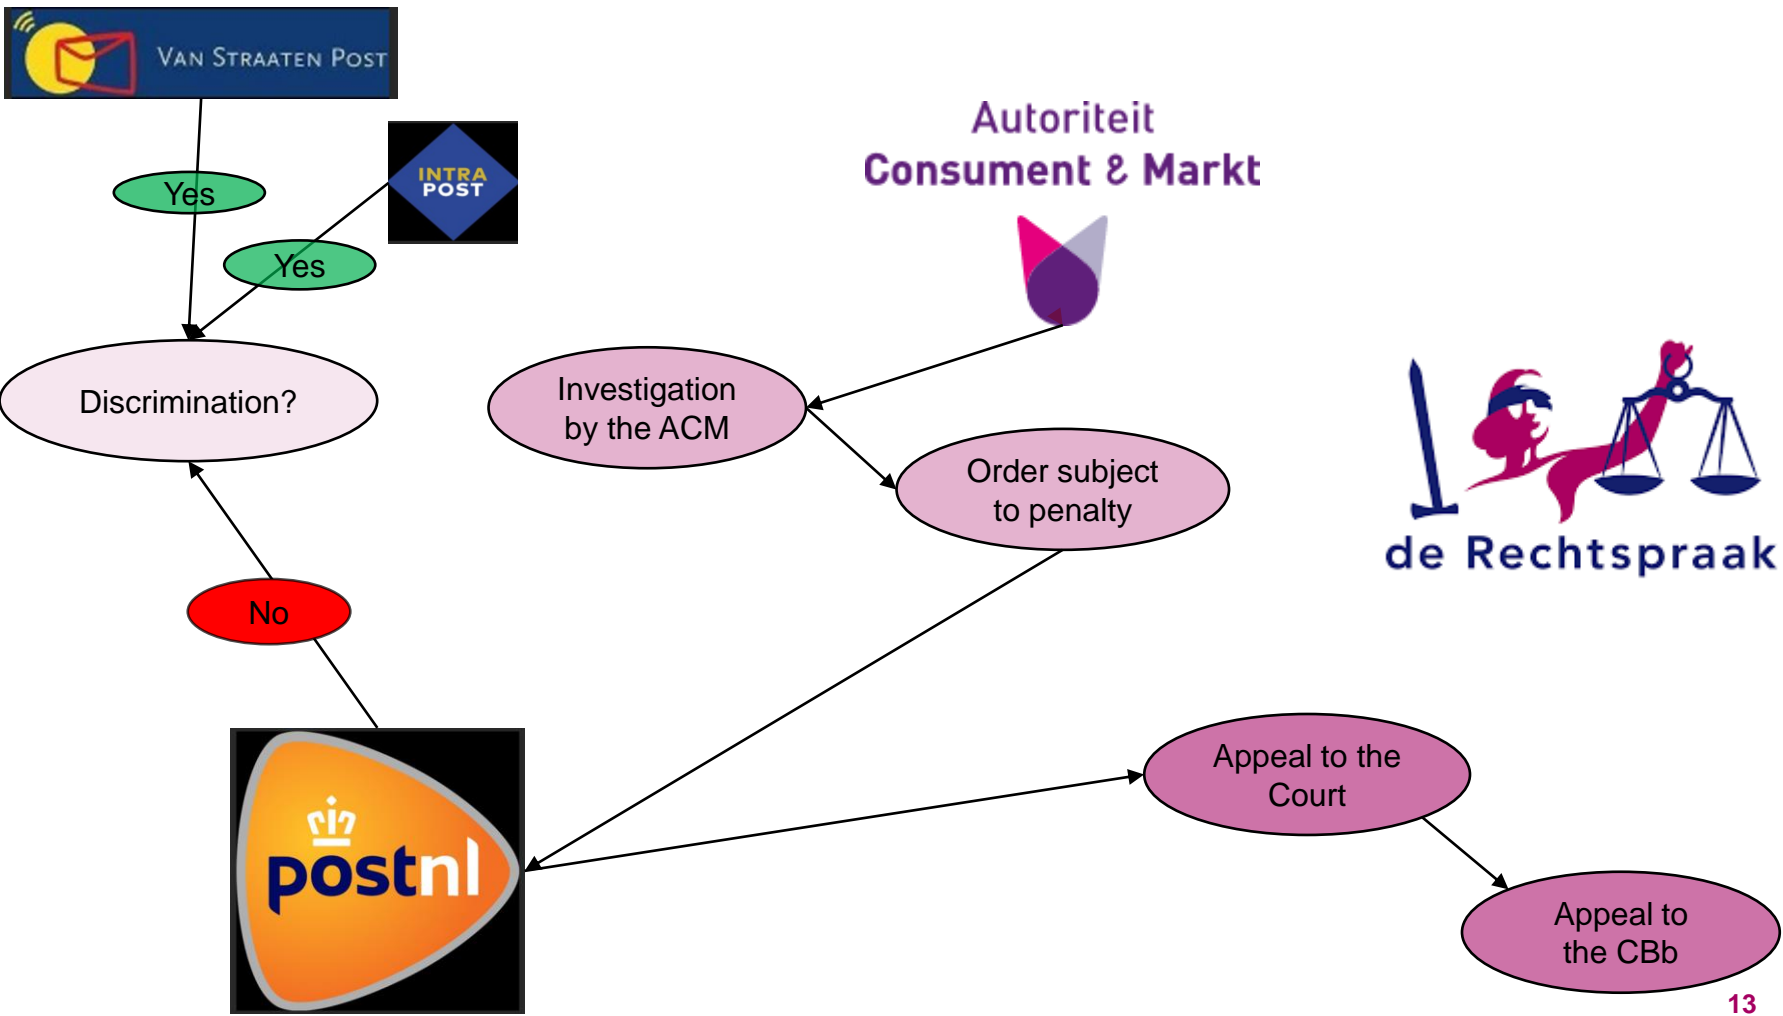 VAN STRAATEN POST
INTRA
POST
Autoriteit
Consument & Markt
Yes
Yes
Discrimination?
Investigation
by the ACM
Order subject
to penalty
de Rechtspraak
No
postnl
Appeal to the
Court
Appeal to
the CBb
13